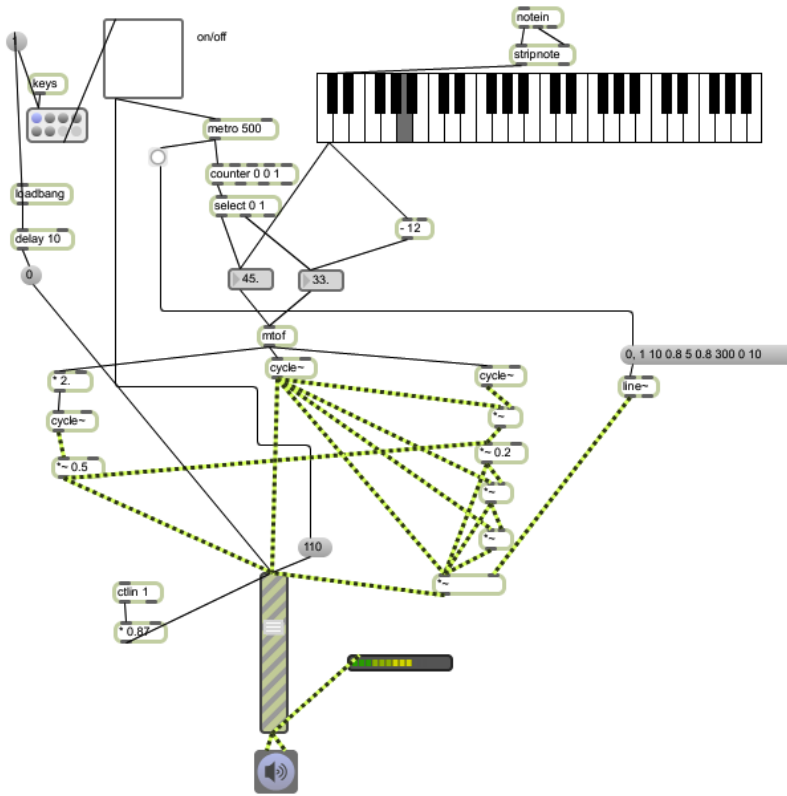 notein
on/off
1
stripnote
keys
metro 500
counter 0 0 1
loadbang
select 0 1
- 12
delay 10
0
45.
33.
mtof
0, 1 10 0.8 5 0.8 300 0 10
cycle~
* 2.
cycle~
line~
cycle~
*~
*~ 0.2
*~ 0.5
*~
*~
110
*~
ctlin 1
* 0.87